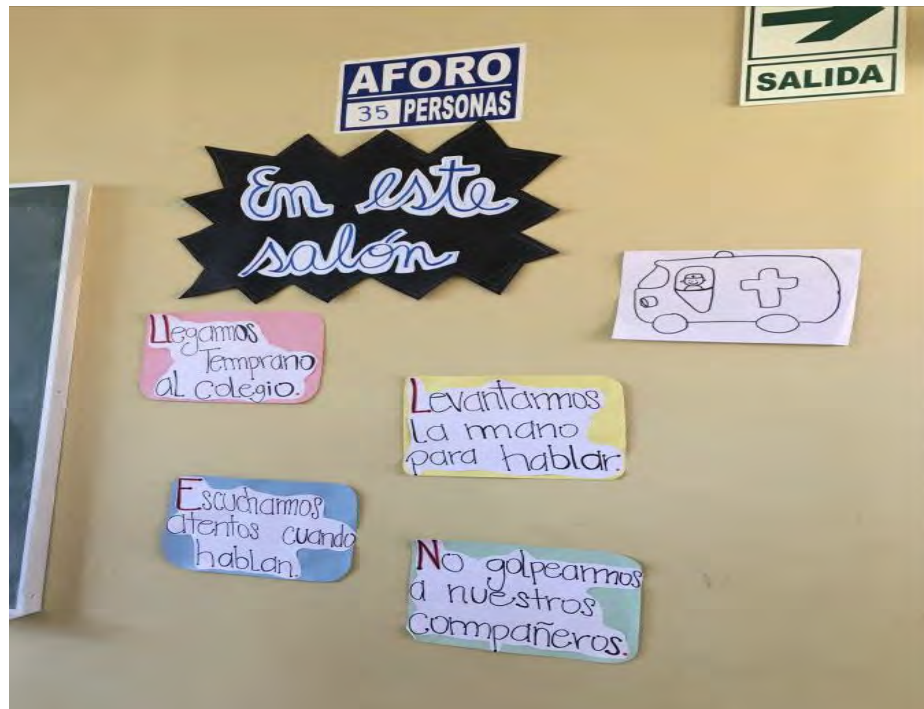 AFORO
35 PERSONAS
SALIDA
En este
salón
Llegamos
Temprano
al colegio.
Levantamos
la mano
para hablar.
Escuchamos
atentos cuando
hablan.
No golpeamos
a nuestros
compañeros.